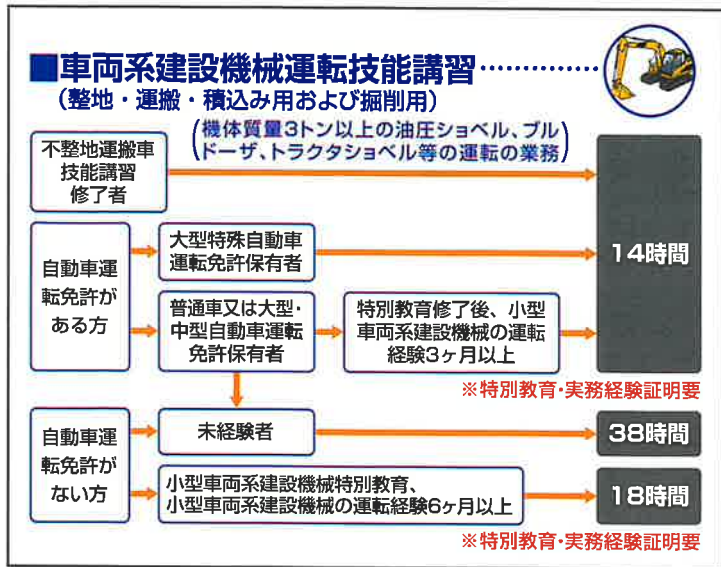 ■車両系建設機械運転技能講習…………
（整地・運搬・積込み用および掘削用）
（機体質量3トン以上の油圧ショベル、ブル
ドーザ、トラクタショベル等の運転の業務）
不整地運搬車
技能講習
修了者
14時間
自動車運
転免許が
ある方
大型特殊自動車
運転免許保有者
普通車又は大型・
中型自動車運転
免許保有者
特別教育修了後、小型
車両系建設機械の運転
経験3ヶ月以上
※特別教育・実務経験証明要
自動車運
転免許が
ない方
未経験者
38時間
小型車両系建設機械特別教育、
小型車両系建設機械の運転経験6ヶ月以上
18時間
※特別教育・実務経験証明要